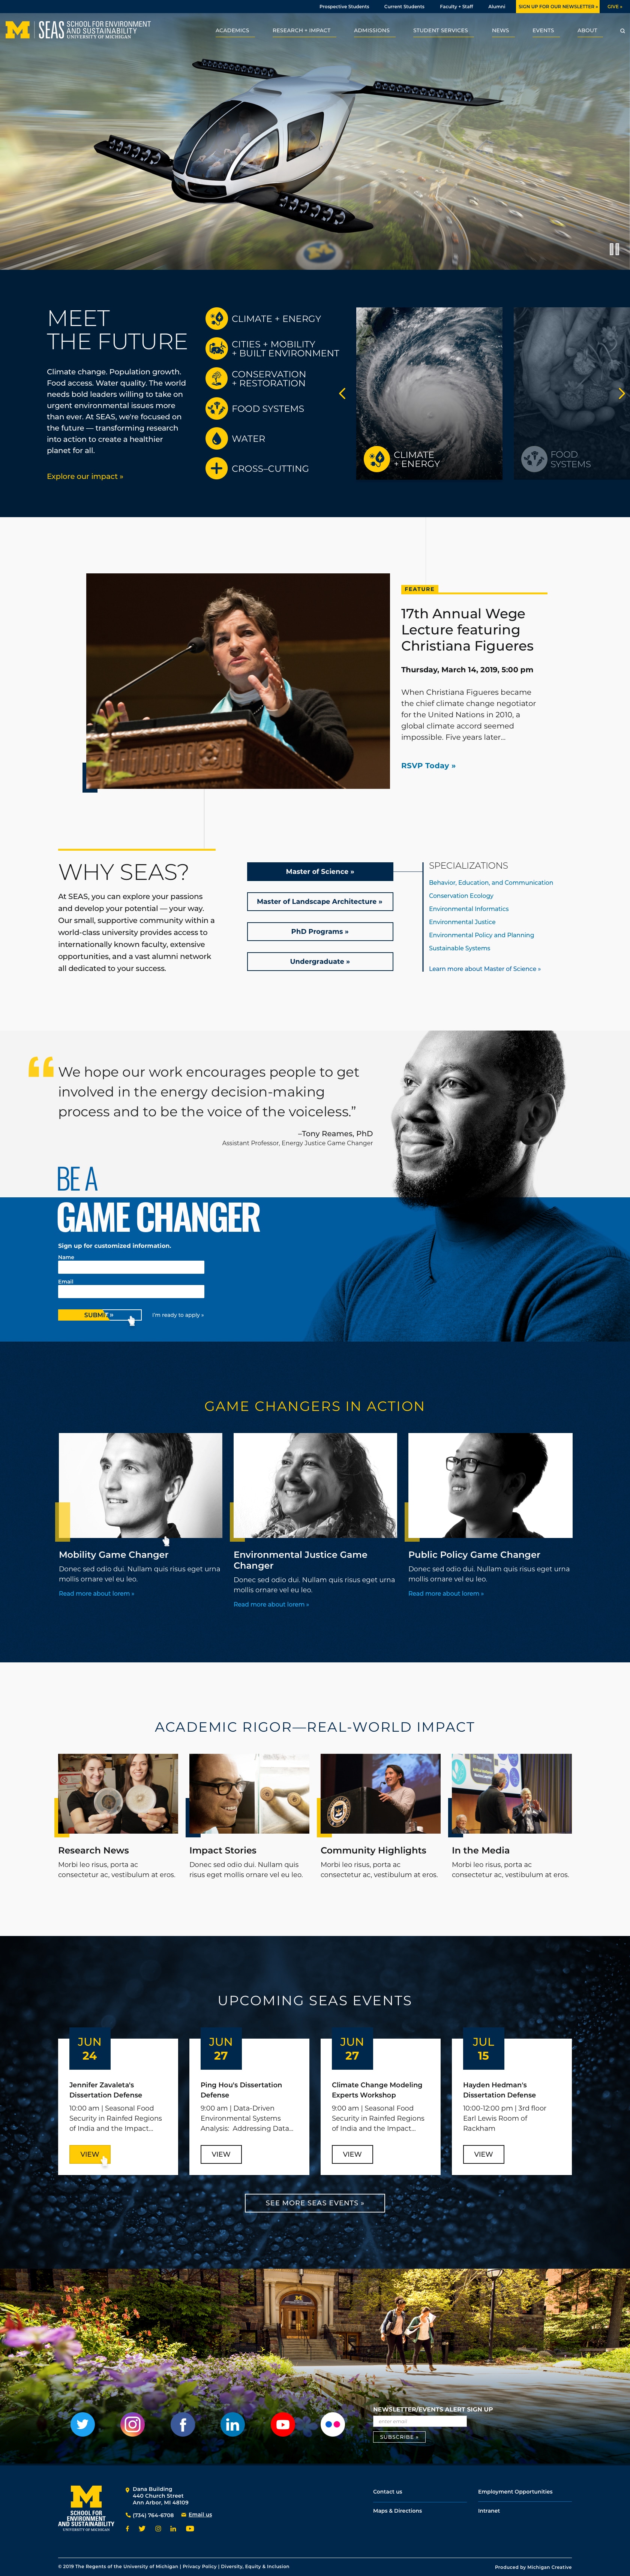 Prospective Students Current Students Faculty + Staff Alumni SIGN UP FOR OUR NEWSLETTER » GIVE »
M SEAS SCHOOL FOR ENVIRONMENT
AND SUSTAINABILITY
UNIVERSITY OF MICHIGAN
ACADEMICS RESEARCH + IMPACT ADMISSIONS STUDENT SERVICES NEWS EVENTS ABOUT
MEET
THE FUTURE
Climate change. Population growth.
Food access. Water quality. The world
needs bold leaders willing to take on
urgent environmental issues more
than ever. At SEAS, we're focused on
the future — transforming research
into action to create a healthier
planet for all.
Explore our impact »
CLIMATE + ENERGY
CITIES + MOBILITY
+ BUILT ENVIRONMENT
CONSERVATION
+ RESTORATION
FOOD SYSTEMS
WATER
CROSS–CUTTING
CLIMATE
+ ENERGY
FOOD
SYSTEMS
FEATURE
17th Annual Wege
Lecture featuring
Christiana Figueres
Thursday, March 14, 2019, 5:00 pm
When Christiana Figueres became
the chief climate change negotiator
for the United Nations in 2010, a
global climate accord seemed
impossible. Five years later...
RSVP Today »
WHY SEAS?
At SEAS, you can explore your passions
and develop your potential — your way.
Our small, supportive community within a
world-class university provides access to
internationally known faculty, extensive
opportunities, and a vast alumni network
all dedicated to your success.
Master of Science »
Master of Landscape Architecture »
PhD Programs »
Undergraduate »
SPECIALIZATIONS
Behavior, Education, and Communication
Conservation Ecology
Environmental Informatics
Environmental Justice
Environmental Policy and Planning
Sustainable Systems
Learn more about Master of Science »
“ We hope our work encourages people to get
involved in the energy decision-making
process and to be the voice of the voiceless.”
–Tony Reames, PhD
Assistant Professor, Energy Justice Game Changer
BE A
GAME CHANGER
Sign up for customized information.
Name
Email
SUBMIT » I'm ready to apply »
GAME CHANGERS IN ACTION
Mobility Game Changer
Donec sed odio dui. Nullam quis risus eget urna
mollis ornare vel eu leo.
Read more about lorem »
Environmental Justice Game
Changer
Donec sed odio dui. Nullam quis risus eget urna
mollis ornare vel eu leo.
Read more about lorem »
Public Policy Game Changer
Donec sed odio dui. Nullam quis risus eget urna
mollis ornare vel eu leo.
Read more about lorem »
ACADEMIC RIGOR—REAL-WORLD IMPACT
Research News
Morbi leo risus, porta ac
consectetur ac, vestibulum at eros.
Impact Stories
Donec sed odio dui. Nullam quis
risus eget mollis ornare vel eu leo.
Community Highlights
Morbi leo risus, porta ac
consectetur ac, vestibulum at eros.
In the Media
Morbi leo risus, porta ac
consectetur ac, vestibulum at eros.
UPCOMING SEAS EVENTS
JUN
24
Jennifer Zavaleta's
Dissertation Defense
10:00 am | Seasonal Food
Security in Rainfed Regions
of India and the Impact...
VIEW
JUN
27
Ping Hou's Dissertation
Defense
9:00 am | Data-Driven
Environmental Systems
Analysis: Addressing Data...
VIEW
JUN
27
Climate Change Modeling
Experts Workshop
9:00 am | Seasonal Food
Security in Rainfed Regions
of India and the Impact...
VIEW
JUL
15
Hayden Hedman's
Dissertation Defense
10:00-12:00 pm | 3rd floor
Earl Lewis Room of
Rackham
VIEW
SEE MORE SEAS EVENTS »
NEWSLETTER/EVENTS ALERT SIGN UP
enter email
SUBSCRIBE »
M
SCHOOL FOR
ENVIRONMENT
AND SUSTAINABILITY
UNIVERSITY OF MICHIGAN
Dana Building
440 Church Street
Ann Arbor, MI 48109
(734) 764-6708 Email us
Contact us
Maps & Directions
Employment Opportunities
Intranet
© 2019 The Regents of the University of Michigan | Privacy Policy | Diversity, Equity & Inclusion
Produced by Michigan Creative